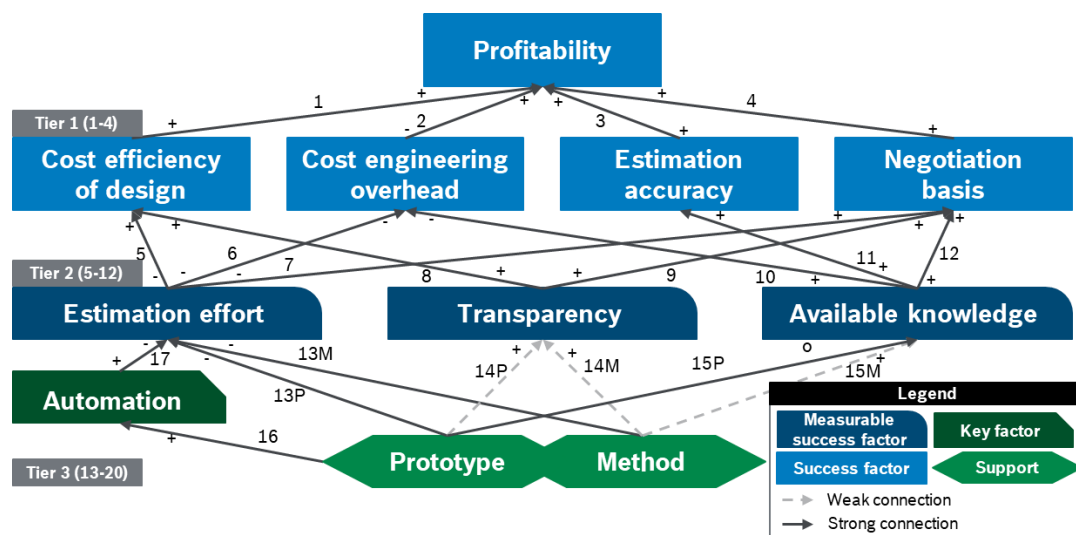 Profitability
1
+
- 2
+
+
3
+
4
+
Tier 1 (1-4)
+
+
Cost efficiency
of design
Cost engineering
overhead
Estimation
accuracy
Negotiation
basis
+
+
-
-
+
+
+
+
5
6
7
8
9
10
11
12
Tier 2 (5-12)
-
-
-
+
+
+
+
+
Estimation effort
Transparency
Available knowledge
-
-
-
+
17
13M
+
+
14P
14M
15P
o
+
15M
Automation
13P
16
+
Prototype
Method
Tier 3 (13-20)
Legend
Measurable
success factor
Key factor
Success factor
Support
Weak connection
Strong connection